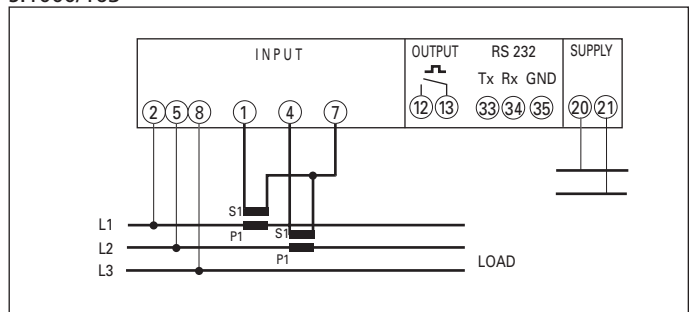 INPUT OUTPUT RS 232 SUPPLY
Tx Rx GND
2 5 8 1 4 7 12 13 33 34 35 20 21
S1
L1
P1 S1
L2
P1 LOAD
L3